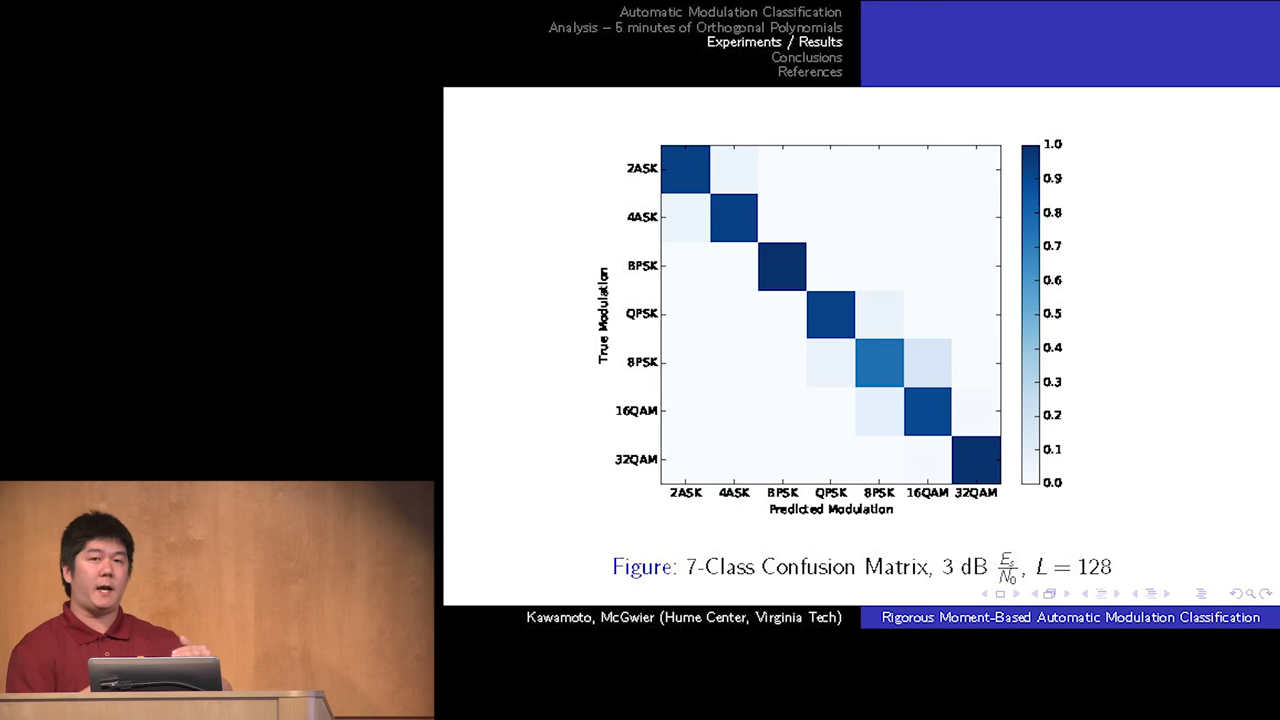 Automatic Modulation Classification
Analysis – 5 minutes of Orthogonal Polynomials
Experiments / Results
Conclusions
References
1.0
0.9
0.8
0.7
0.6
0.5
0.4
0.3
0.2
0.1
0.0
True Modulation
2ASK
4ASK
BPSK
QPSK
8PSK
16QAM
32QAM
2ASK 4ASK BPSK QPSK 8PSK 16QAM 32QAM
Predicted Modulation
Figure: 7-Class Confusion Matrix, 3 dB E_s/N_0, L = 128
Kawamoto, McGwier (Hume Center, Virginia Tech)
Rigorous Moment-Based Automatic Modulation Classification